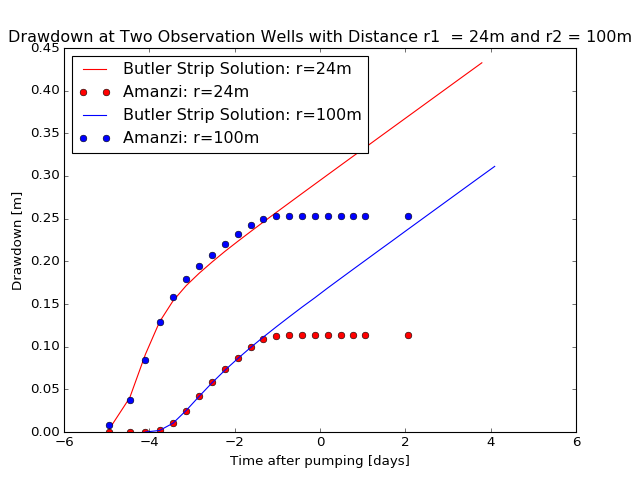 Drawdown at Two Observation Wells with Distance r1  = 24m and r2 = 100m
0.45
0.40
0.35
0.30
0.25
0.20
0.15
0.10
0.05
0.00
Drawdown [m]
Butler Strip Solution: r=24m
Amanzi: r=24m
Butler Strip Solution: r=100m
Amanzi: r=100m
−6 −4 −2 0 2 4 6
Time after pumping [days]